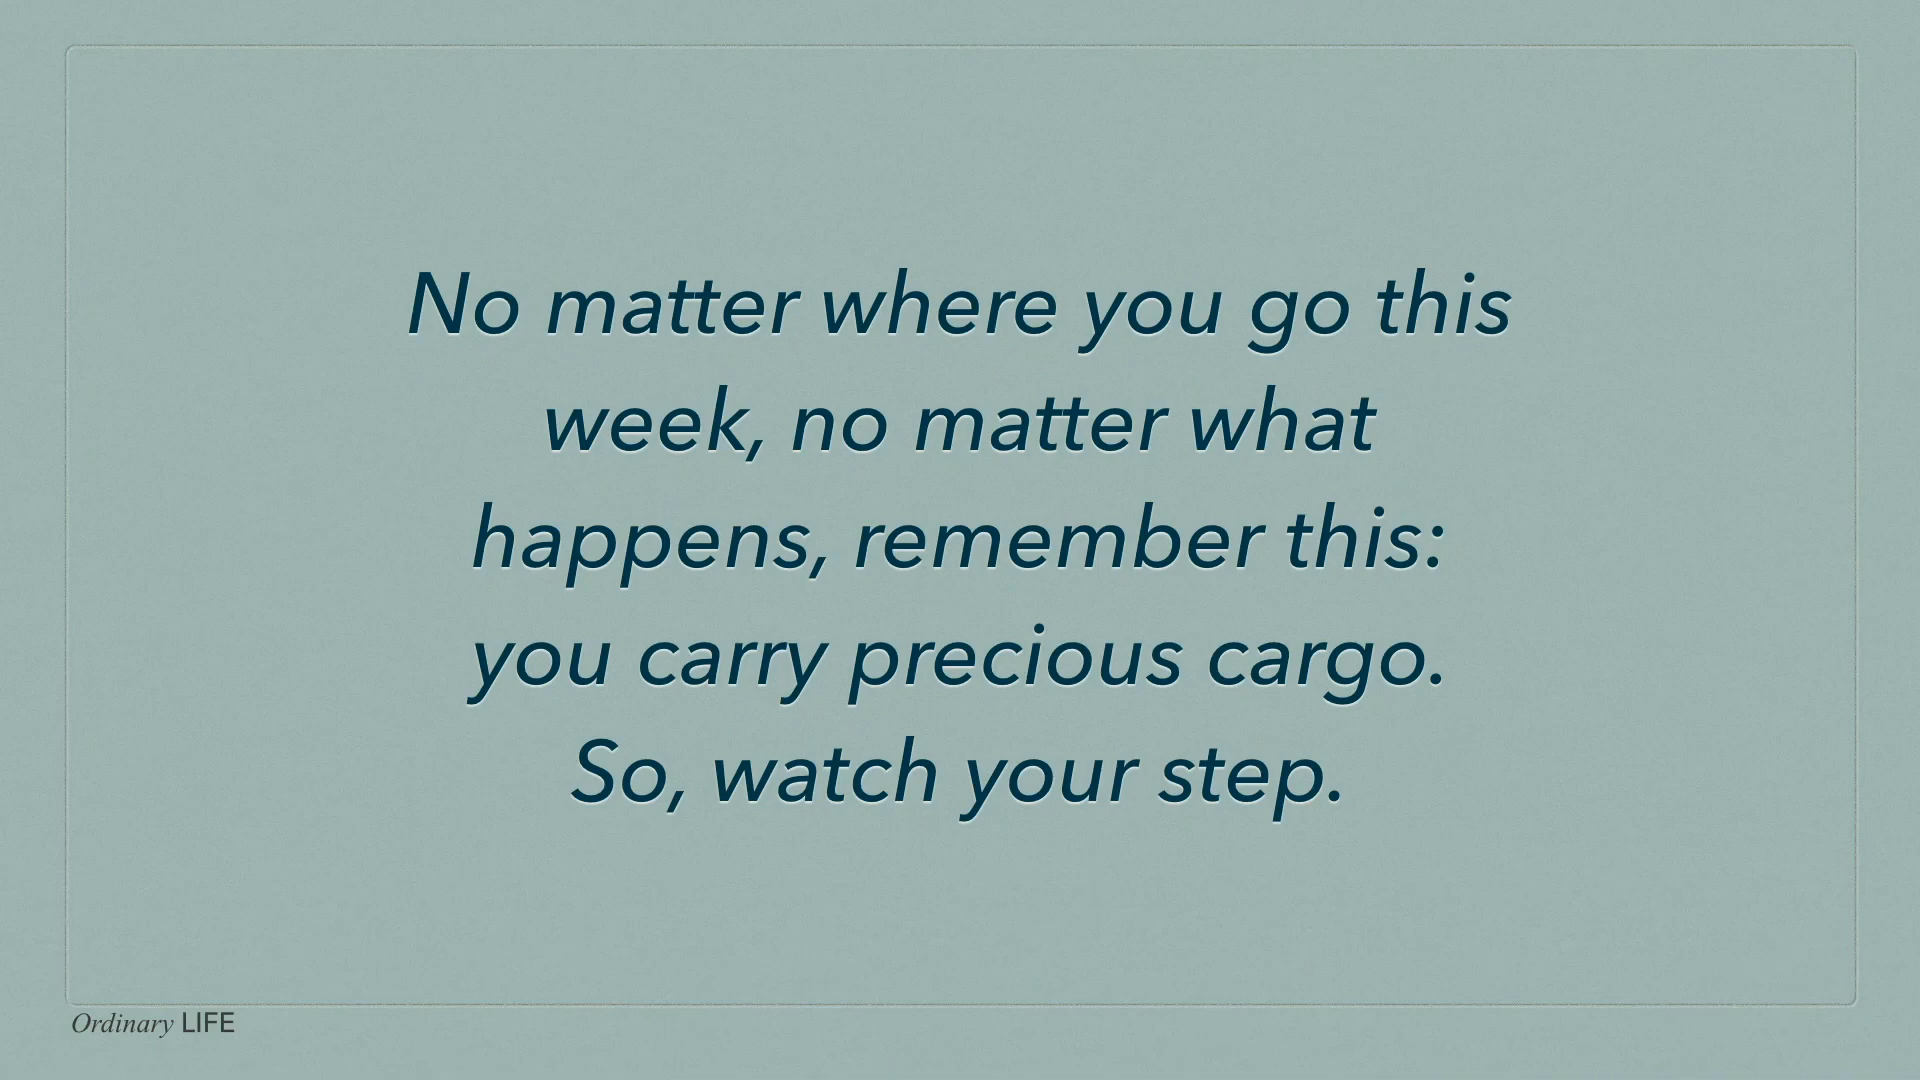 No matter where you go this
week, no matter what
happens, remember this:
you carry precious cargo.
So, watch your step.
Ordinary LIFE